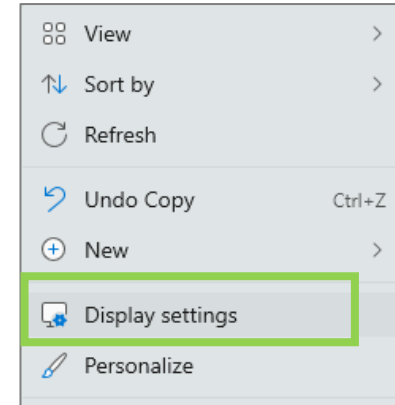 View
Sort by
Refresh
Undo Copy Ctrl+Z
New
Display settings
Personalize